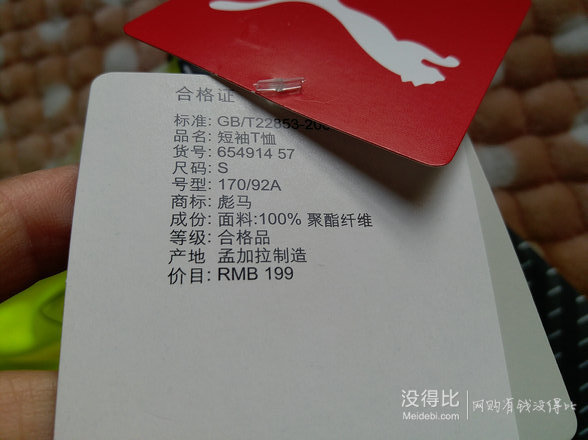 合格证
标准: GB/T22853-20
品名: 短袖T恤
货号: 654914 57
尺码: S
号型: 170/92A
商标: 彪马
成份: 面料:100% 聚酯纤维
等级: 合格品
产地 孟加拉制造
价目: RMB 199
没得比 网购有钱没得比
Meidebi.com